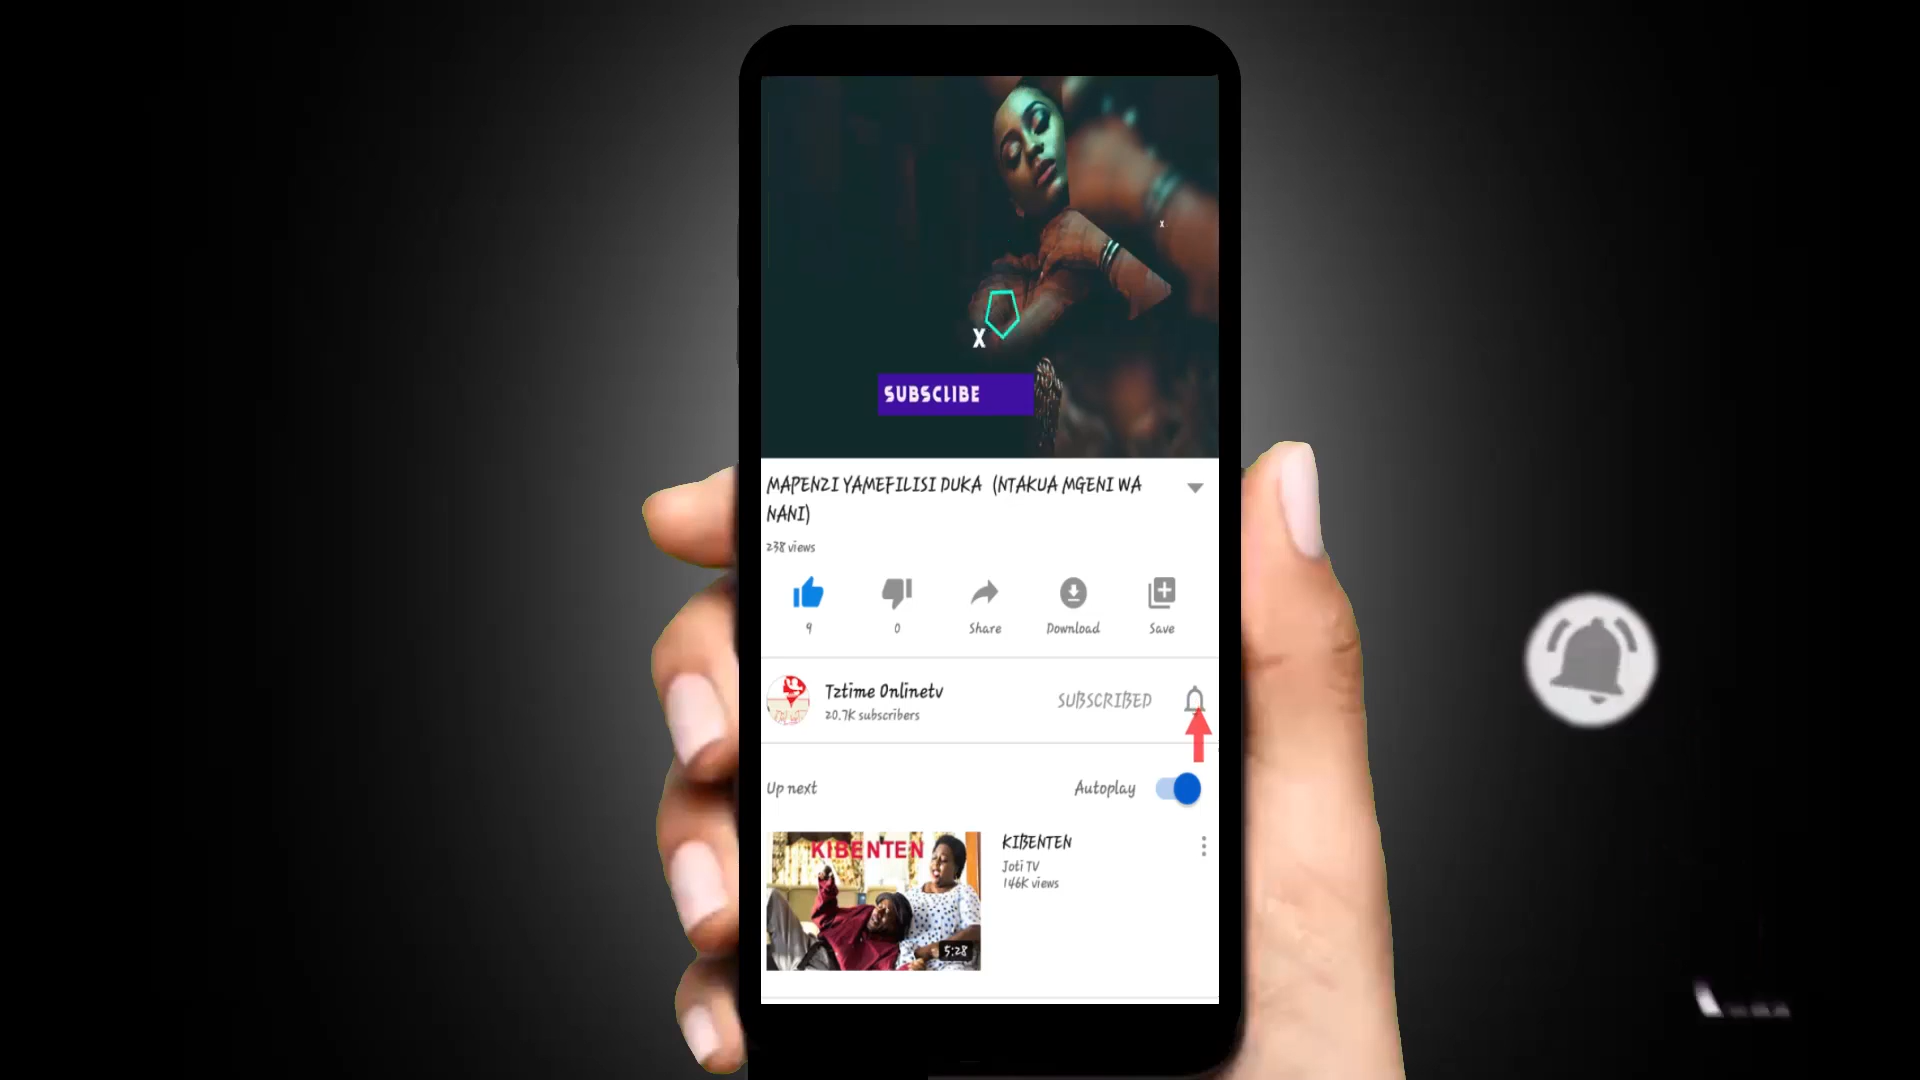 X
X
SUBSCLIBE
MAPENZI YAMEFILISI DUKA (NTAKUA MGENI WA
NANI)
238 views
9
0
Share
Download
Save
Tztime Onlinetv
20.7K subscribers
SUBSCRIBED
Up next
Autoplay
KIBENTEN
5:28
KIBENTEN
Joti TV
146K views